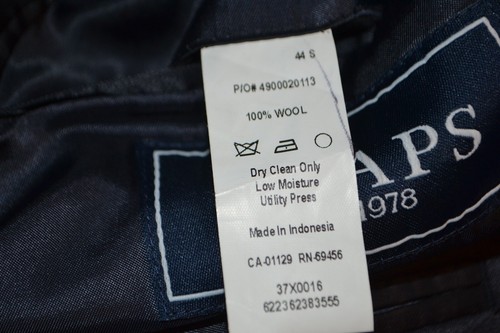 44 S
P/O# 4900020113
100% WOOL
Dry Clean Only
Low Moisture
Utility Press
Made in Indonesia
CA-01129 RN-69456
37X0016
622362383555
APS
1978